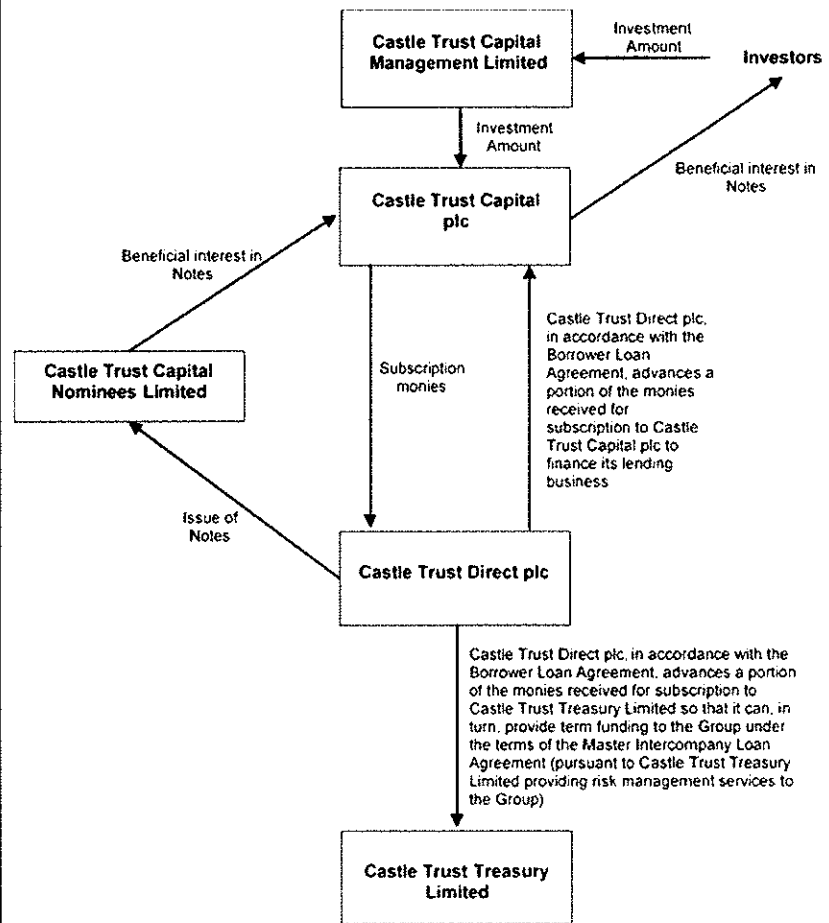 Castle Trust Capital
Management Limited
Investment
Amount
Investors
Investment
Amount
Beneficial interest in
Notes
Castle Trust Capital
plc
Beneficial interest in
Notes
Castle Trust Direct plc,
in accordance with the
Borrower Loan
Agreement, advances a
portion of the monies
received for
subscription to Castle
Trust Capital plc to
finance its lending
business
Castle Trust Capital
Nominees Limited
Subscription
monies
Issue of
Notes
Castle Trust Direct plc
Castle Trust Direct plc, in accordance with the
Borrower Loan Agreement, advances a portion
of the monies received for subscription to
Castle Trust Treasury Limited so that it can, in
turn, provide term funding to the Group under
the terms of the Master Intercompany Loan
Agreement (pursuant to Castle Trust Treasury
Limited providing risk management services to
the Group)
Castle Trust Treasury
Limited